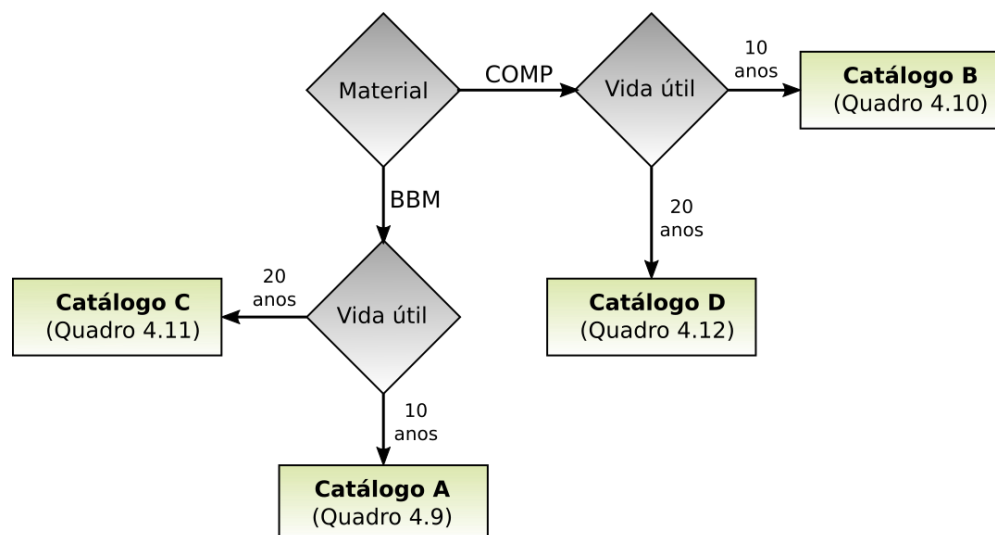 Material
COMP
Vida útil
10
anos
Catálogo B
(Quadro 4.10)
BBM
20
anos
Catálogo D
(Quadro 4.12)
Vida útil
20
anos
Catálogo C
(Quadro 4.11)
10
anos
Catálogo A
(Quadro 4.9)